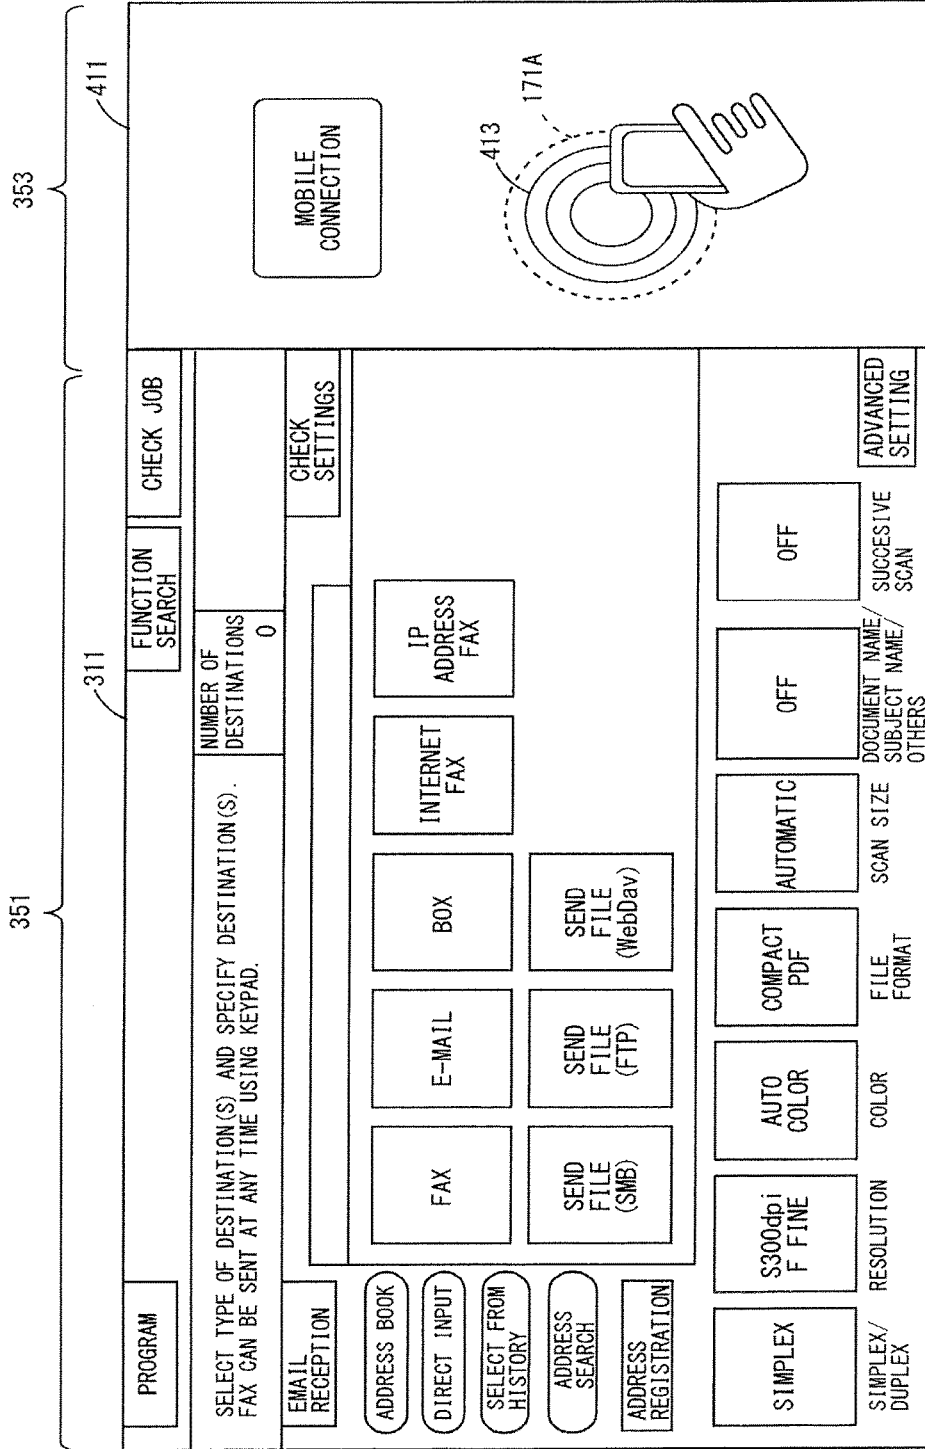 351
353
311
411
PROGRAM
FUNCTION
SEARCH
CHECK JOB
SELECT TYPE OF DESTINATION(S) AND SPECIFY DESTINATION(S).
FAX CAN BE SENT AT ANY TIME USING KEYPAD.
NUMBER OF
DESTINATIONS
0
EMAIL
RECEPTION
CHECK
SETTINGS
ADDRESS BOOK
DIRECT INPUT
SELECT FROM
HISTORY
ADDRESS
SEARCH
ADDRESS
REGISTRATION
FAX
E-MAIL
BOX
INTERNET
FAX
IP
ADDRESS
FAX
SEND
FILE
(SMB)
SEND
FILE
(FTP)
SEND
FILE
(WebDav)
SIMPLEX
S300dpi
F FINE
AUTO
COLOR
COMPACT
PDF
AUTOMATIC
OFF
OFF
SIMPLEX/
DUPLEX
RESOLUTION
COLOR
FILE
FORMAT
SCAN SIZE
DOCUMENT NAME/
SUBJECT NAME/
OTHERS
SUCCESIVE
SCAN
ADVANCED
SETTING
MOBILE
CONNECTION
413
171A